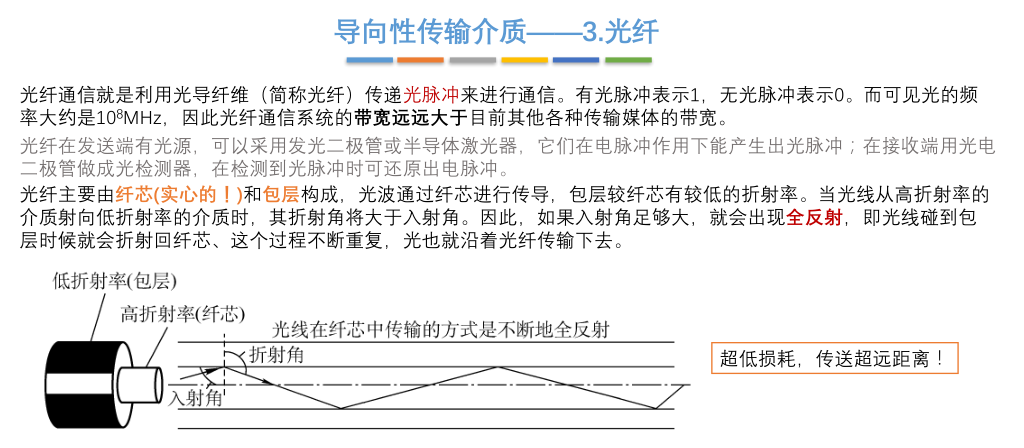 导向性传输介质——3.光纤
光纤通信就是利用光导纤维（简称光纤）传递光脉冲来进行通信。有光脉冲表示1，无光脉冲表示0。而可见光的频
率大约是10⁸MHz，因此光纤通信系统的带宽远远大于目前其他各种传输媒体的带宽。
光纤在发送端有光源，可以采用发光二极管或半导体激光器，它们在电脉冲作用下能产生出光脉冲；在接收端用光电
二极管做成光检测器，在检测到光脉冲时可还原出电脉冲。
光纤主要由纤芯(实心的！)和包层构成，光波通过纤芯进行传导，包层较纤芯有较低的折射率。当光线从高折射率的
介质射向低折射率的介质时，其折射角将大于入射角。因此，如果入射角足够大，就会出现全反射，即光线碰到包
层时候就会折射回纤芯、这个过程不断重复，光也就沿着光纤传输下去。
低折射率(包层)
高折射率(纤芯)
光线在纤芯中传输的方式是不断地全反射
折射角
入射角
超低损耗，传送超远距离！